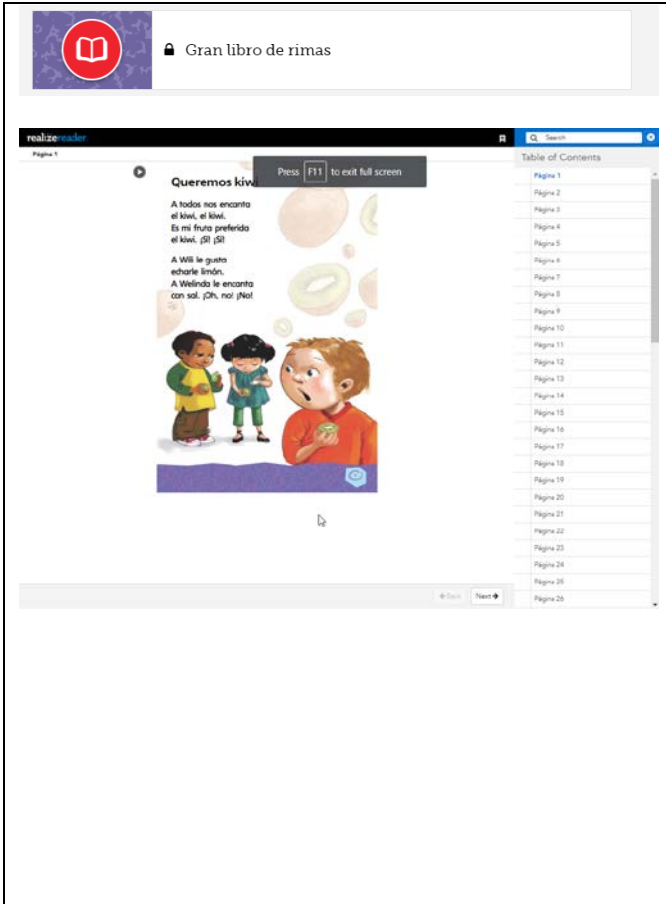 Gran libro de rimas
realizereader
Search
Página 1
Table of Contents
Press F11 to exit full screen
Queremos kiwi
A todos nos encanta
el kiwi, el kiwi.
Es mi fruta preferida
el kiwi. ¡Sí! ¡Sí!
A Wili le gusta
echarle limón.
A Welinda le encanta
con sal. ¡Oh, no! ¡No!
Página 1
Página 2
Página 3
Página 4
Página 5
Página 6
Página 7
Página 8
Página 9
Página 10
Página 11
Página 12
Página 13
Página 14
Página 15
Página 16
Página 17
Página 18
Página 19
Página 20
Página 21
Página 22
Página 23
Página 24
Página 25
Página 26
Back
Next